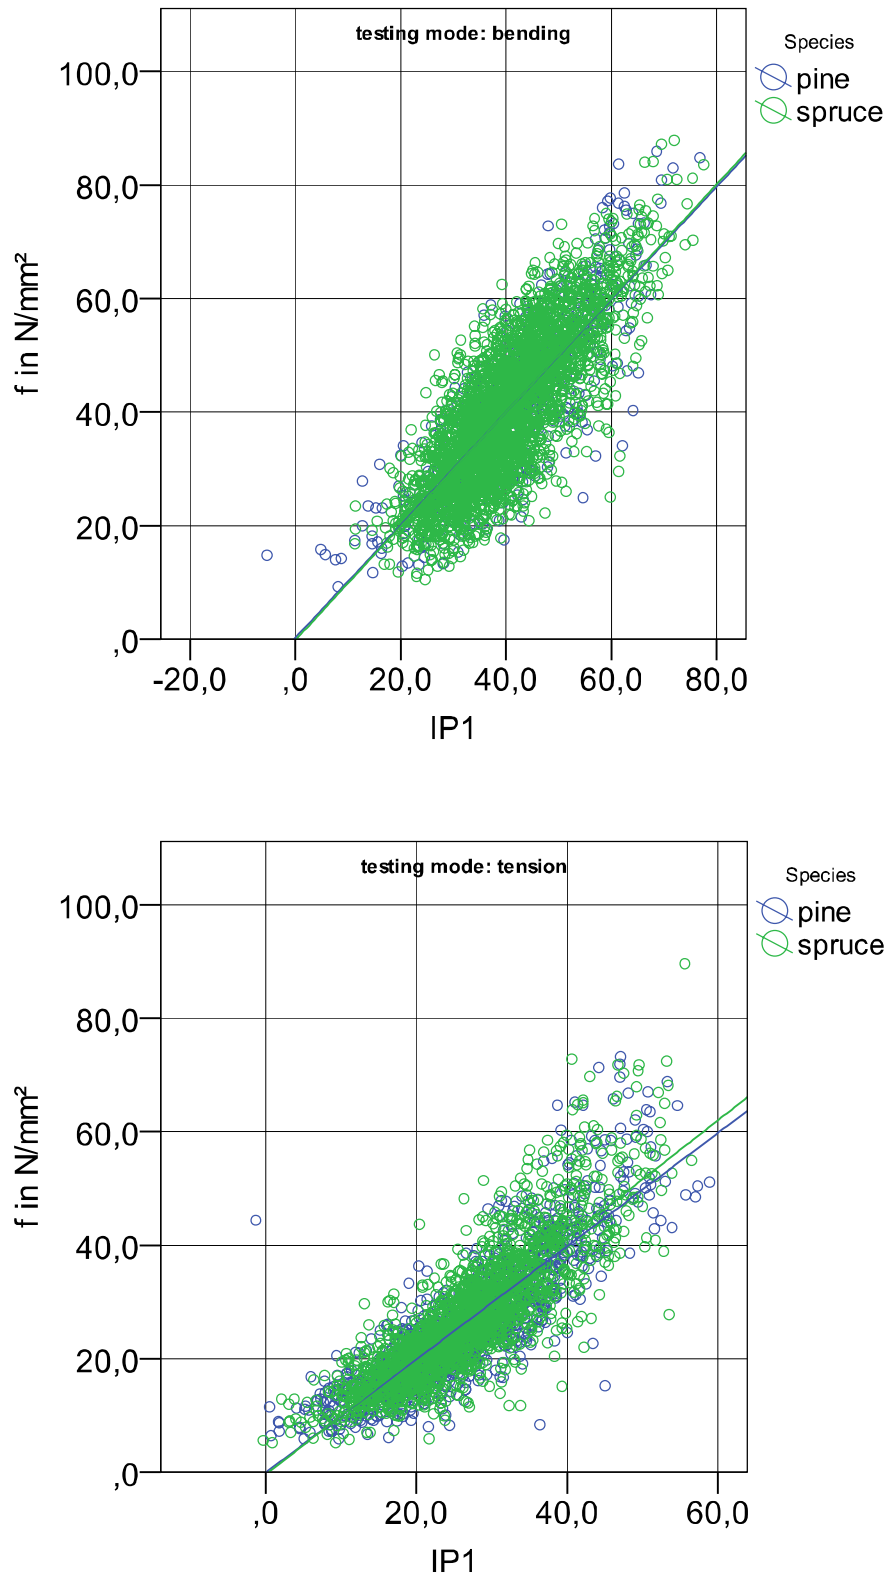 testing mode: bending
Species
pine
spruce
100,0
80,0
60,0
40,0
20,0
,0
f in N/mm²
-20,0 ,0 20,0 40,0 60,0 80,0
IP1
testing mode: tension
Species
pine
spruce
100,0
80,0
60,0
40,0
20,0
,0
f in N/mm²
,0 20,0 40,0 60,0
IP1